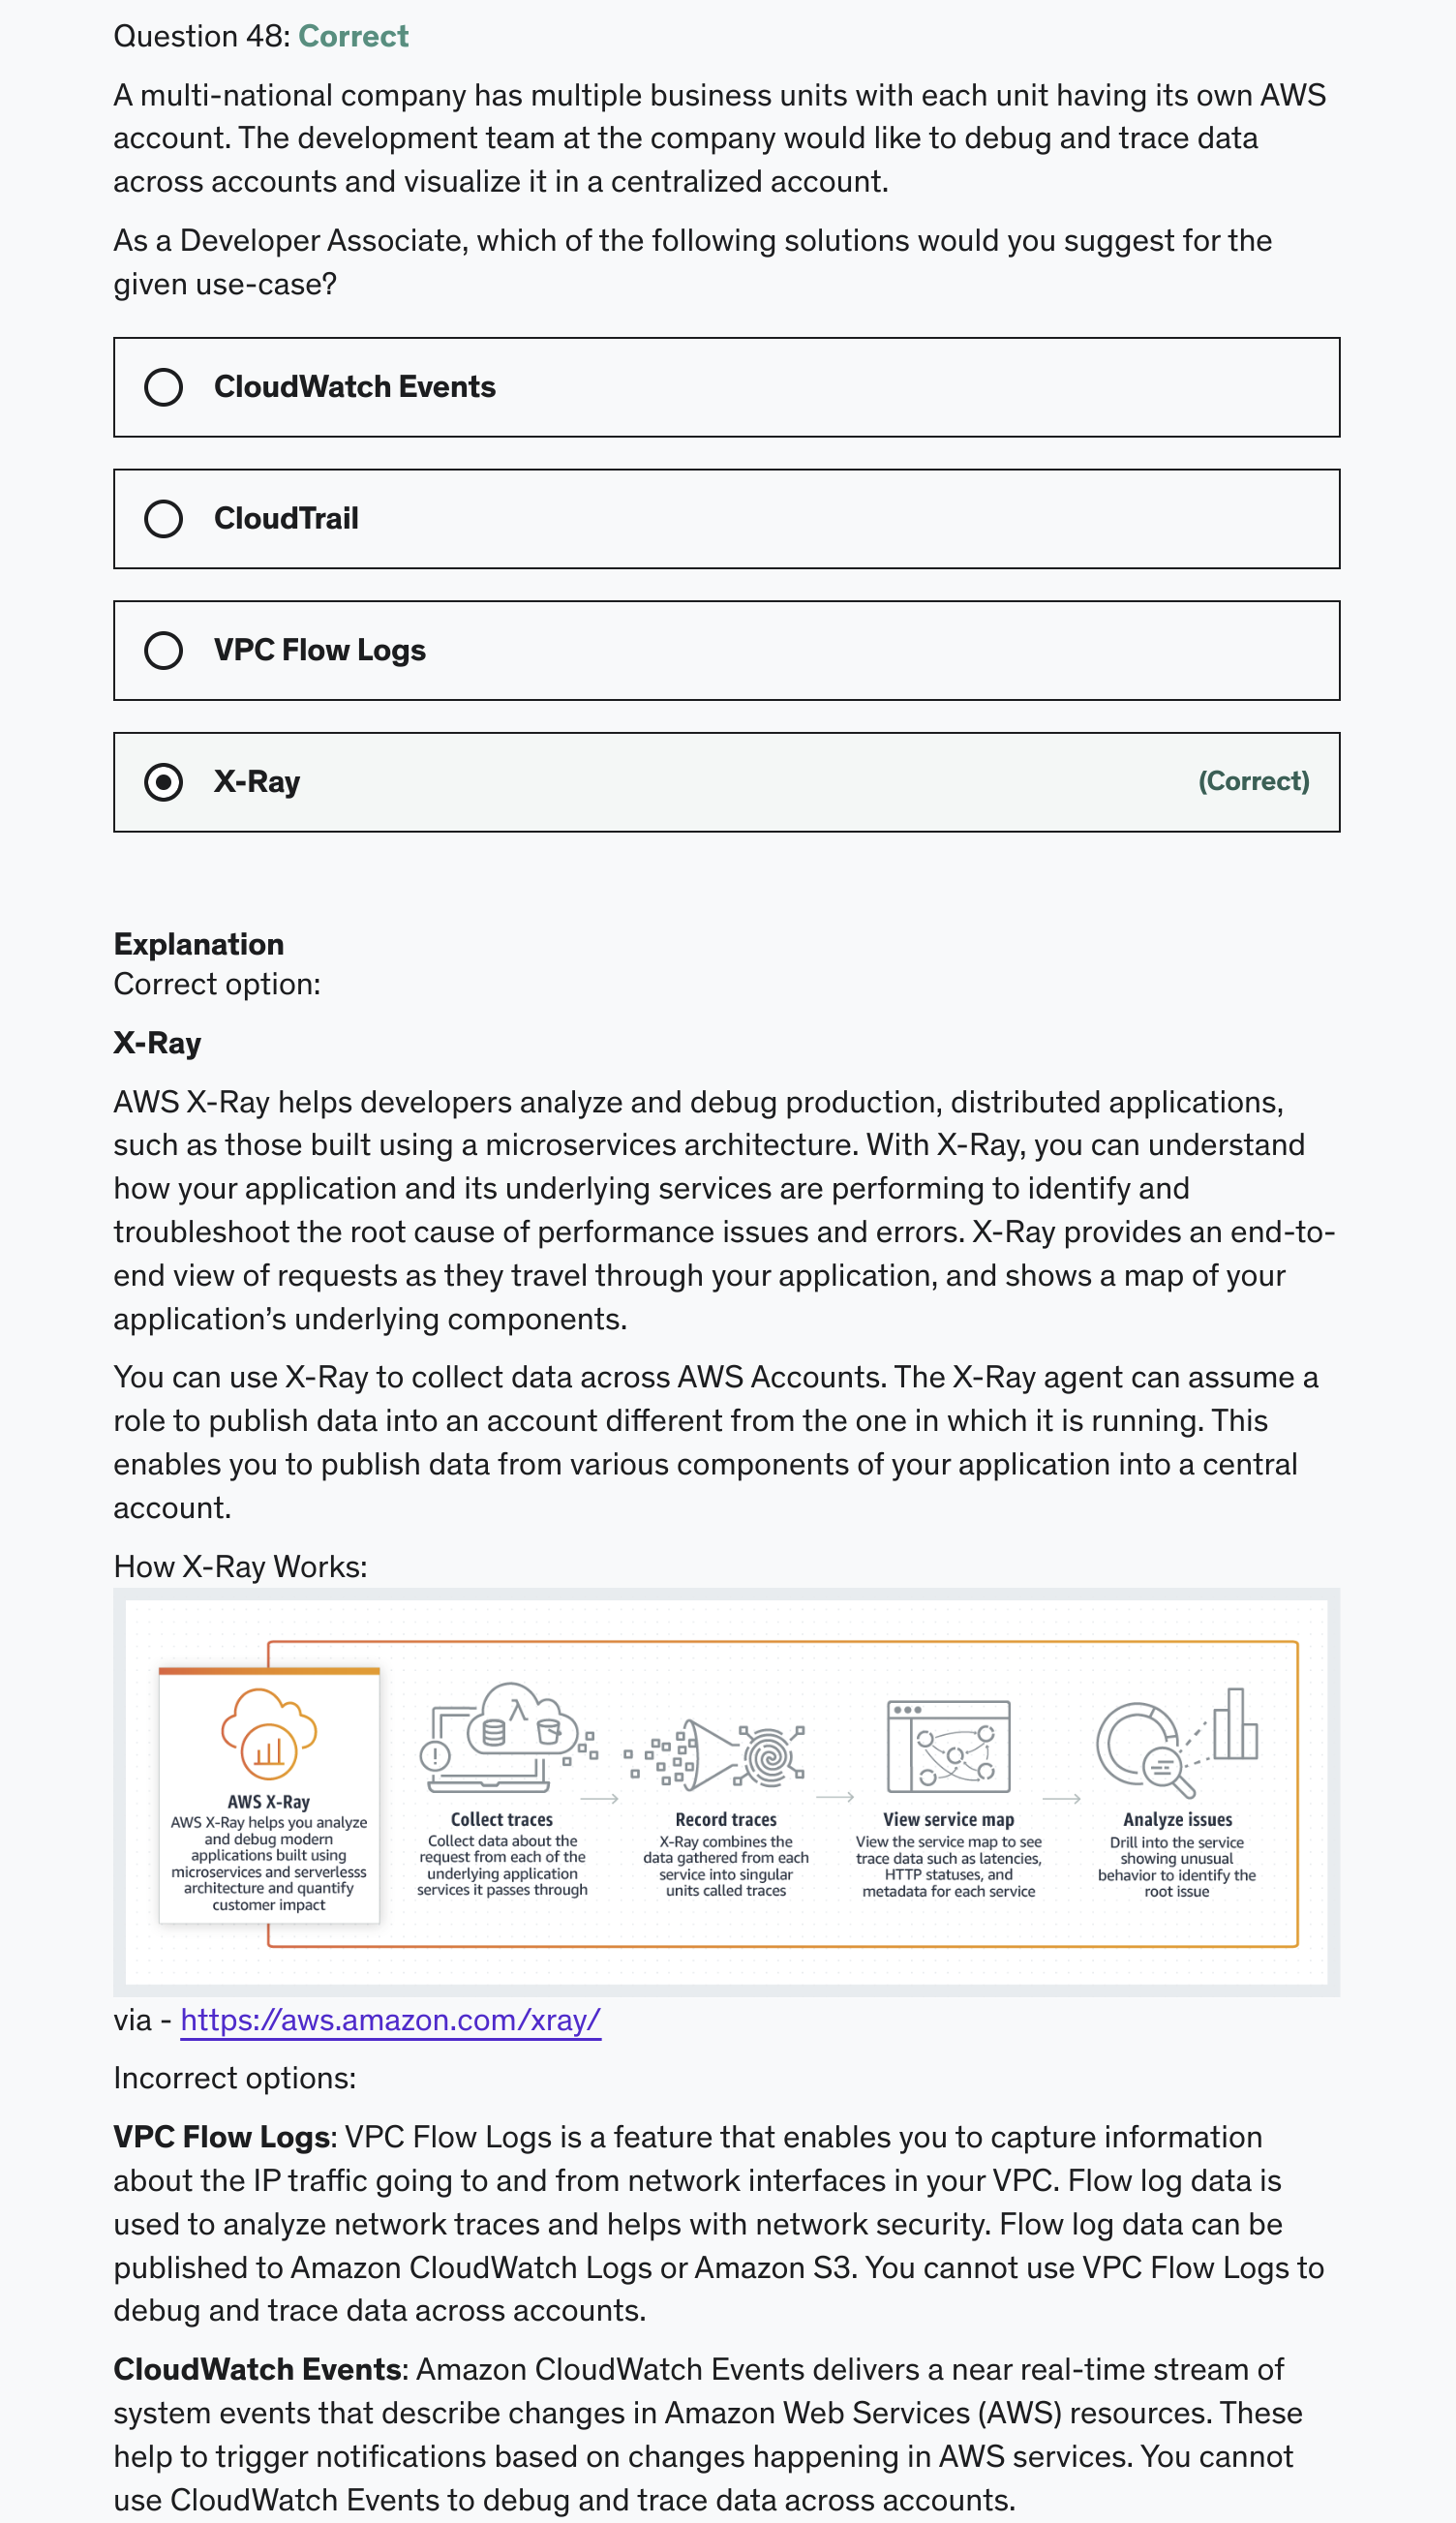 Question 48: Correct
A multi-national company has multiple business units with each unit having its own AWS
account. The development team at the company would like to debug and trace data
across accounts and visualize it in a centralized account.
As a Developer Associate, which of the following solutions would you suggest for the
given use-case?
CloudWatch Events
CloudTrail
VPC Flow Logs
X-Ray (Correct)
Explanation
Correct option:
X-Ray
AWS X-Ray helps developers analyze and debug production, distributed applications,
such as those built using a microservices architecture. With X-Ray, you can understand
how your application and its underlying services are performing to identify and
troubleshoot the root cause of performance issues and errors. X-Ray provides an end-to-
end view of requests as they travel through your application, and shows a map of your
application’s underlying components.
You can use X-Ray to collect data across AWS Accounts. The X-Ray agent can assume a
role to publish data into an account different from the one in which it is running. This
enables you to publish data from various components of your application into a central
account.
How X-Ray Works:
AWS X-Ray
AWS X-Ray helps you analyze
and debug modern
applications built using
microservices and serverlesss
architecture and quantify
customer impact
Collect traces
Collect data about the
request from each of the
underlying application
services it passes through
Record traces
X-Ray combines the
data gathered from each
service into singular
units called traces
View service map
View the service map to see
trace data such as latencies,
HTTP statuses, and
metadata for each service
Analyze issues
Drill into the service
showing unusual
behavior to identify the
root issue
via - https://aws.amazon.com/xray/
Incorrect options:
VPC Flow Logs: VPC Flow Logs is a feature that enables you to capture information
about the IP traffic going to and from network interfaces in your VPC. Flow log data is
used to analyze network traces and helps with network security. Flow log data can be
published to Amazon CloudWatch Logs or Amazon S3. You cannot use VPC Flow Logs to
debug and trace data across accounts.
CloudWatch Events: Amazon CloudWatch Events delivers a near real-time stream of
system events that describe changes in Amazon Web Services (AWS) resources. These
help to trigger notifications based on changes happening in AWS services. You cannot
use CloudWatch Events to debug and trace data across accounts.